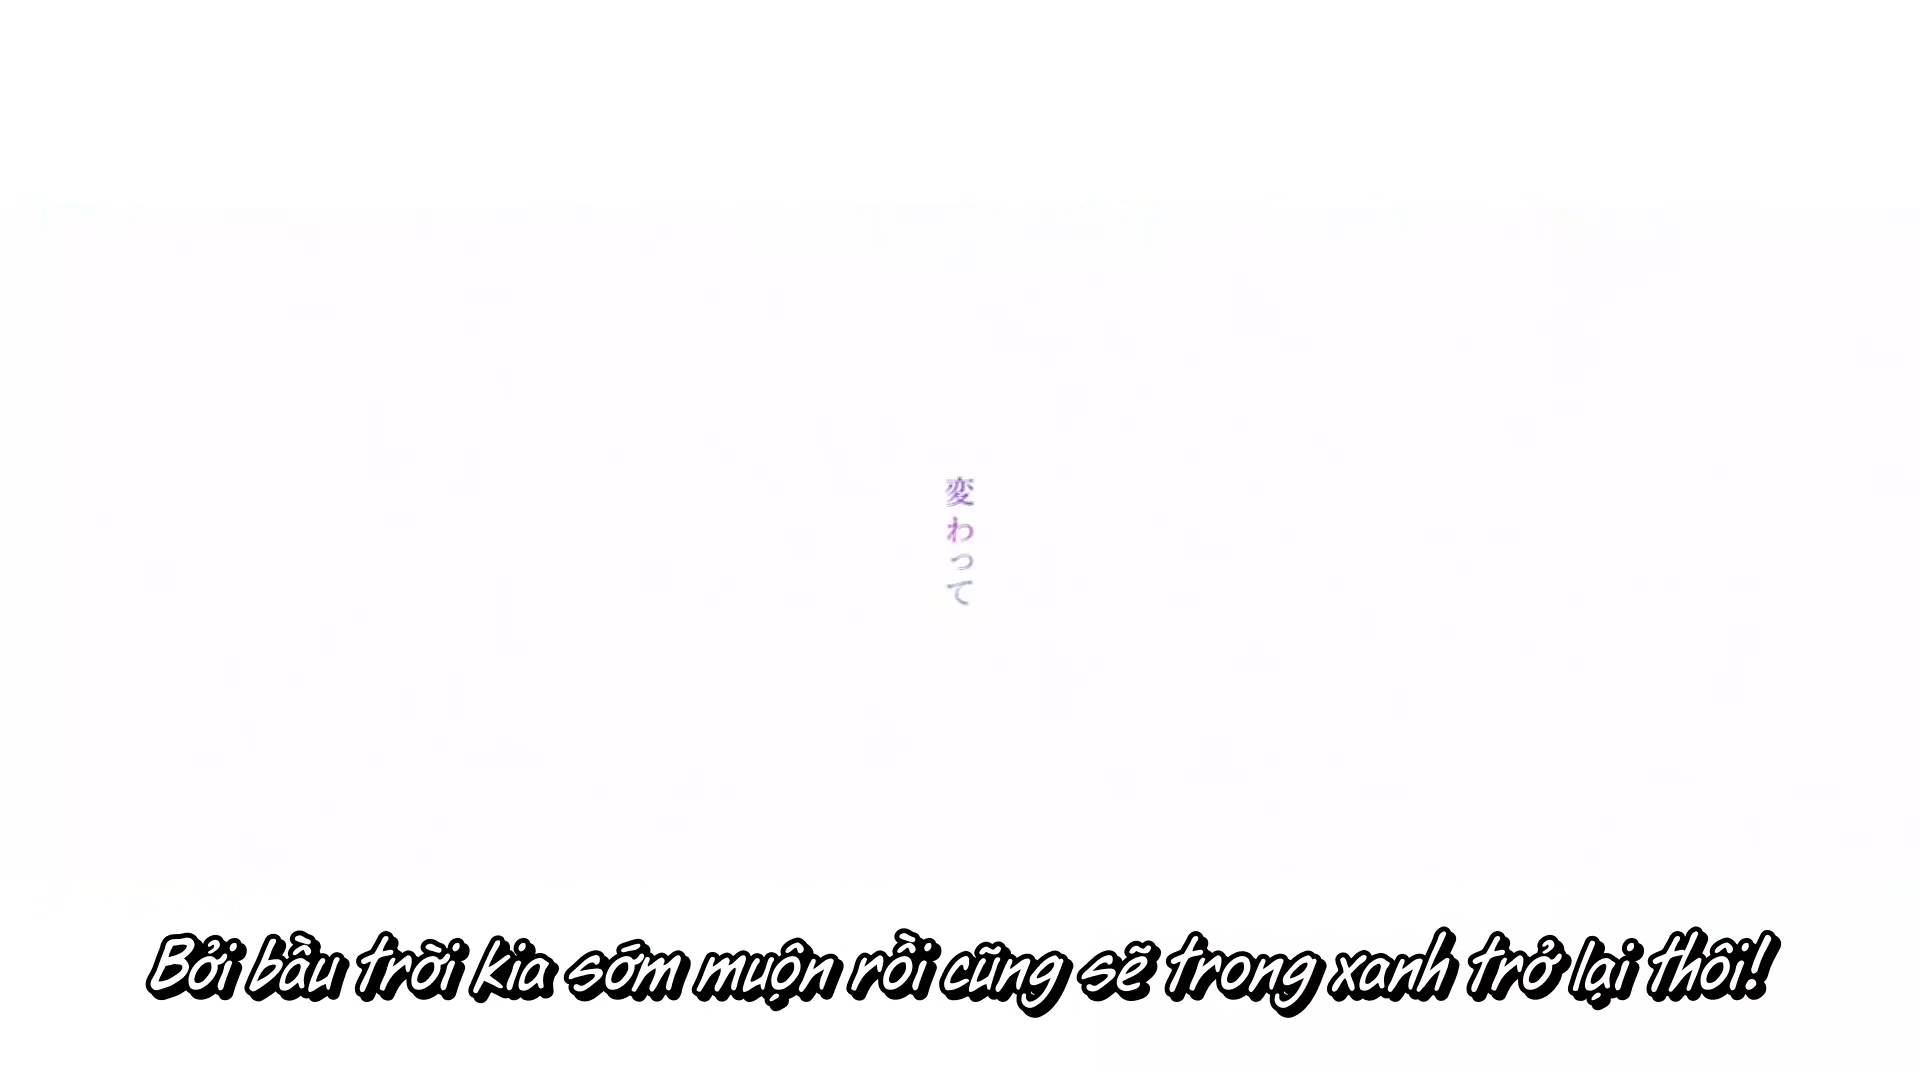 変わって
Bởi bầu trời kia sớm muộn rồi cũng sẽ trong xanh trở lại thôi!